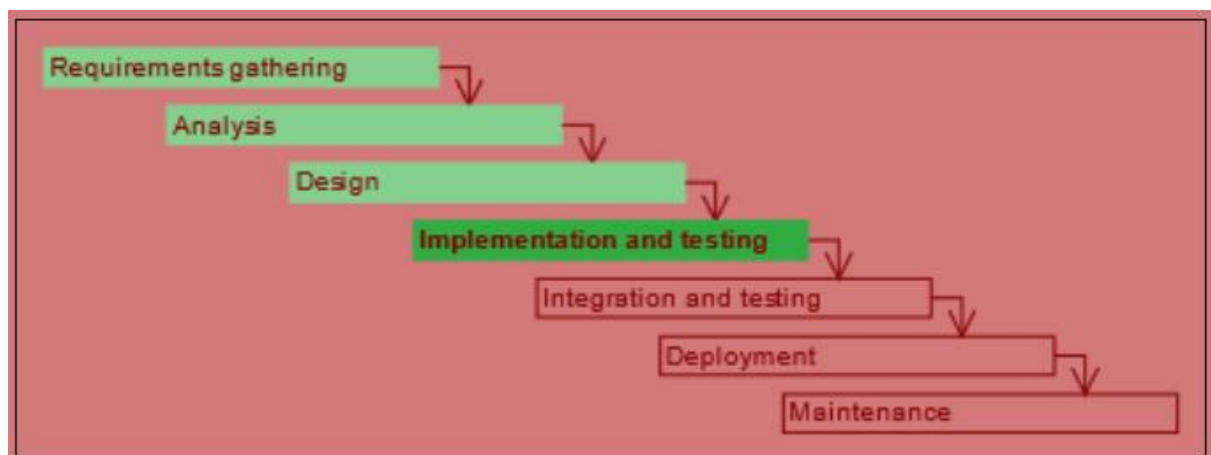 Requirements gathering
Analysis
Design
Implementation and testing
Integration and testing
Deployment
Maintenance